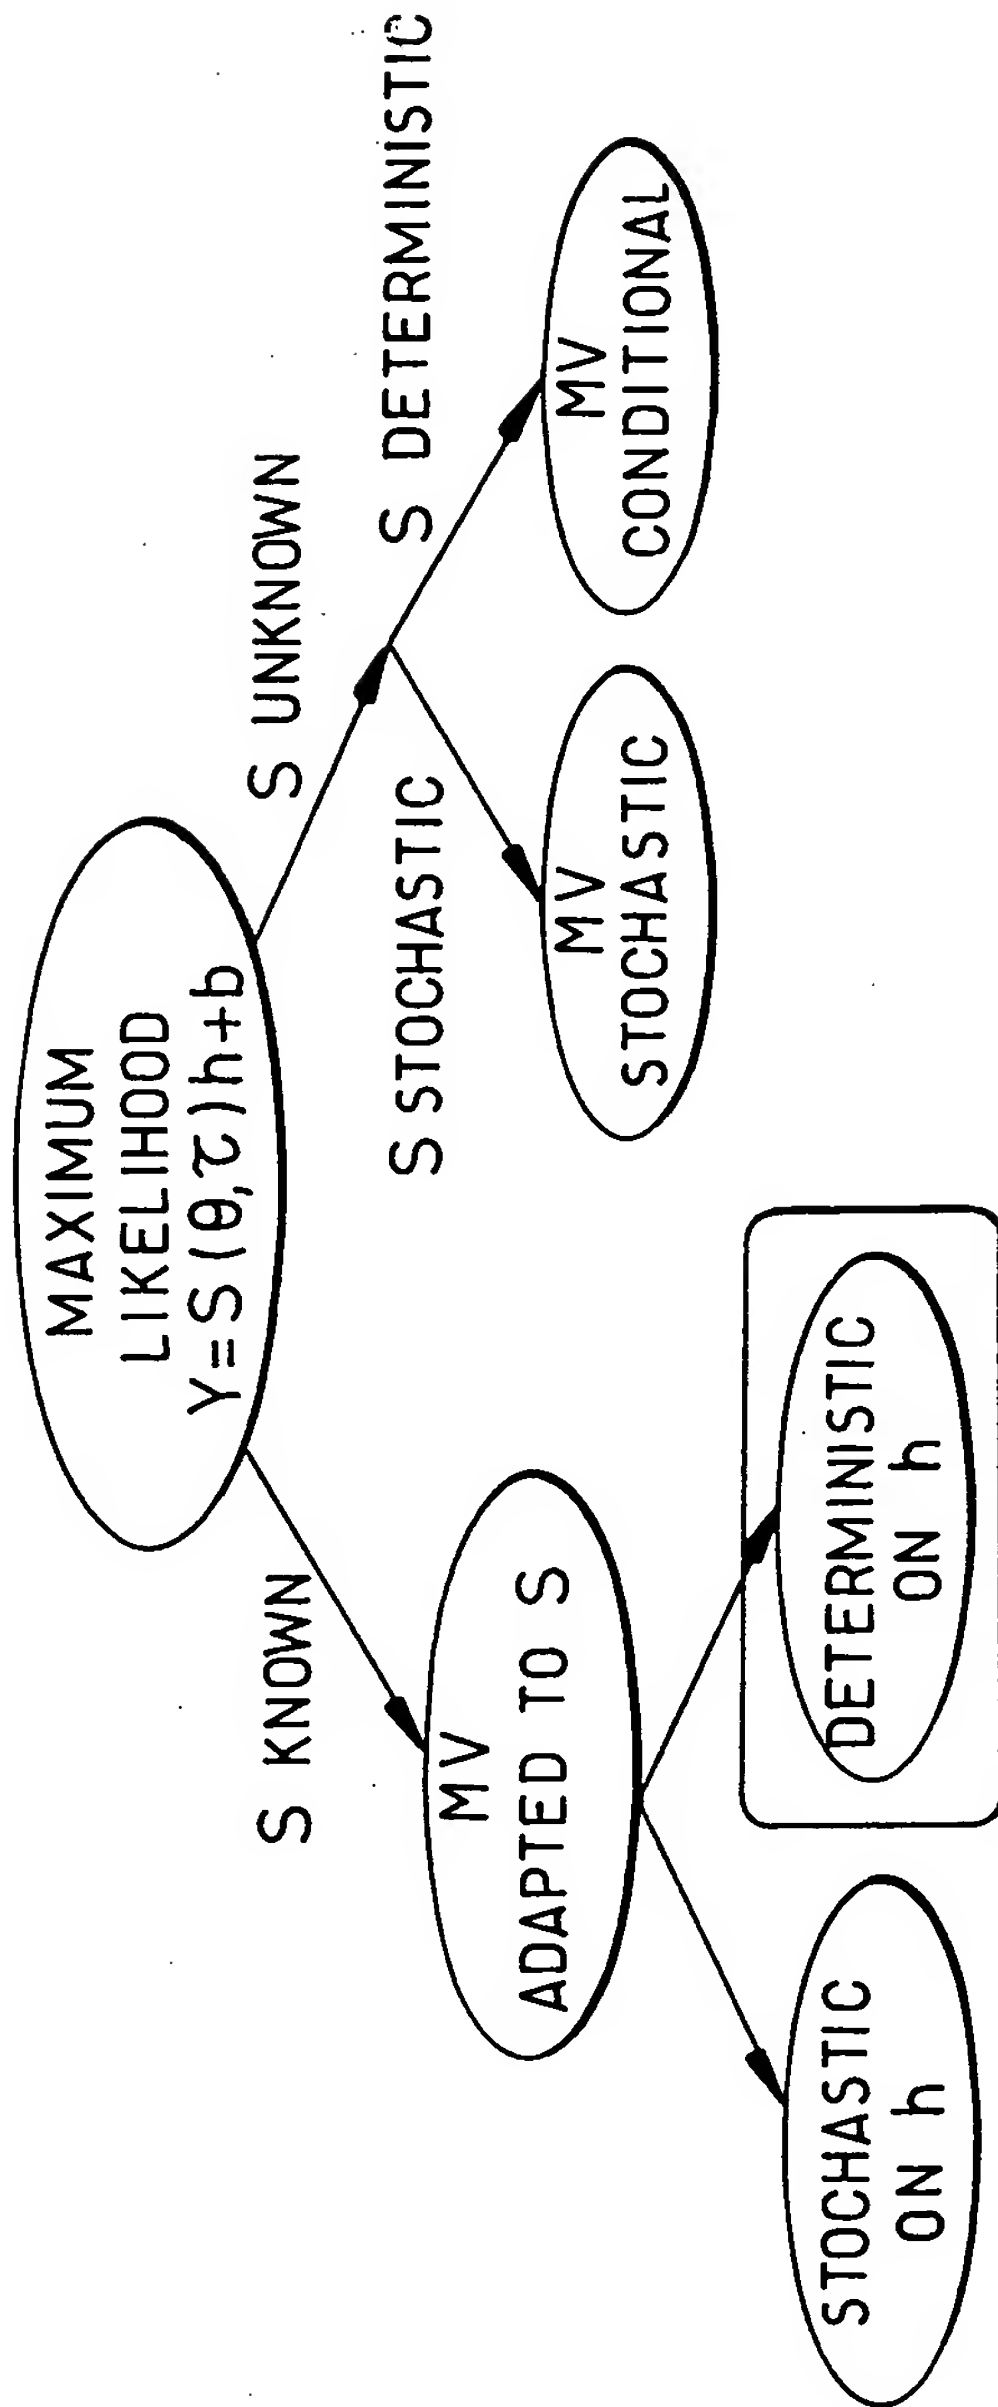 MAXIMUM
LIKELIHOOD
Y=S(θ,τ)h+b
S KNOWN
S UNKNOWN
MV
ADAPTED TO S
S STOCHASTIC
S DETERMINISTIC
MV
STOCHASTIC
MV
CONDITIONAL
STOCHASTIC
ON h
DETERMINISTIC
ON h